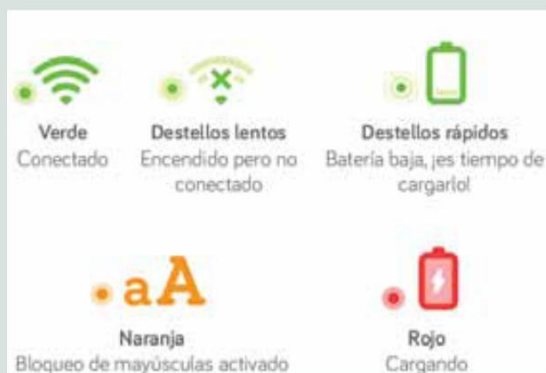 Verde
Conectado
Destellos lentos
Encendido pero no
conectado
Destellos rápidos
Batería baja, ¡es tiempo de
cargarlo!
aA
Naranja
Bloqueo de mayúsculas activado
Rojo
Cargando